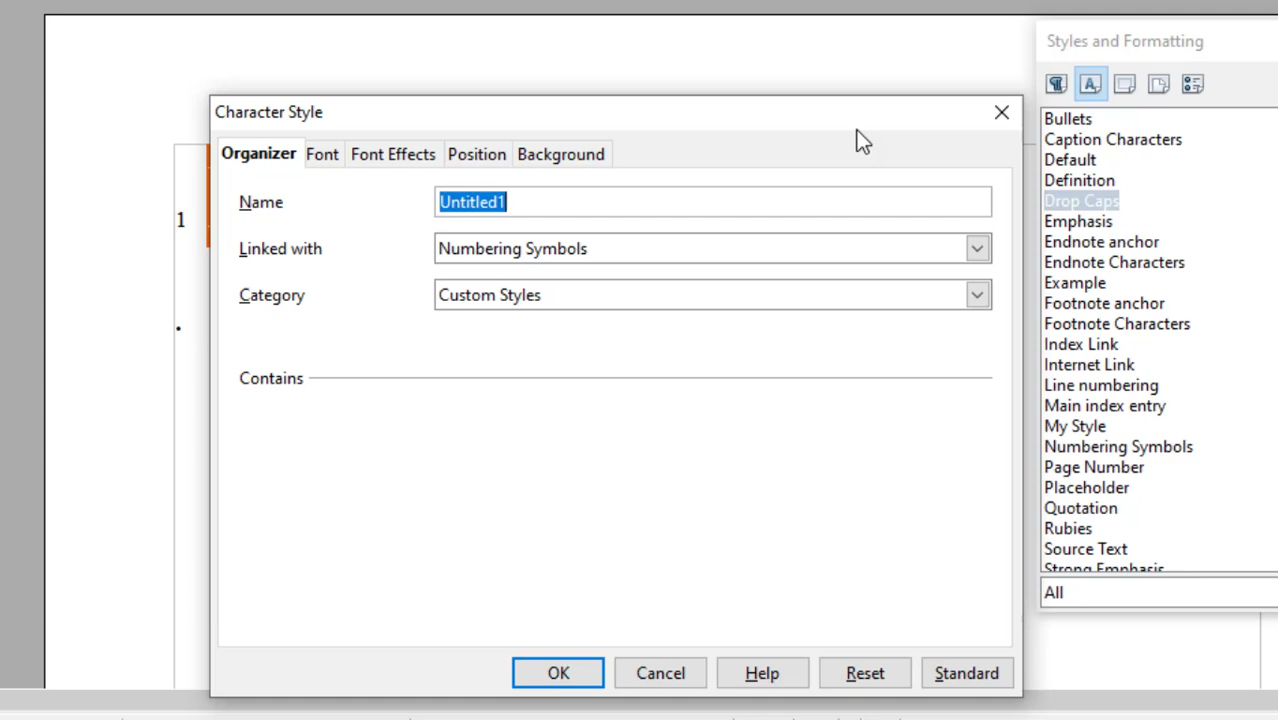 Styles and Formatting
Character Style
Organizer Font Font Effects Position Background
Name Untitled1
Linked with Numbering Symbols
Category Custom Styles
Contains
OK Cancel Help Reset Standard
1
Bullets
Caption Characters
Default
Definition
Drop Caps
Emphasis
Endnote anchor
Endnote Characters
Example
Footnote anchor
Footnote Characters
Index Link
Internet Link
Line numbering
Main index entry
My Style
Numbering Symbols
Page Number
Placeholder
Quotation
Rubies
Source Text
Strong Emphasis
All